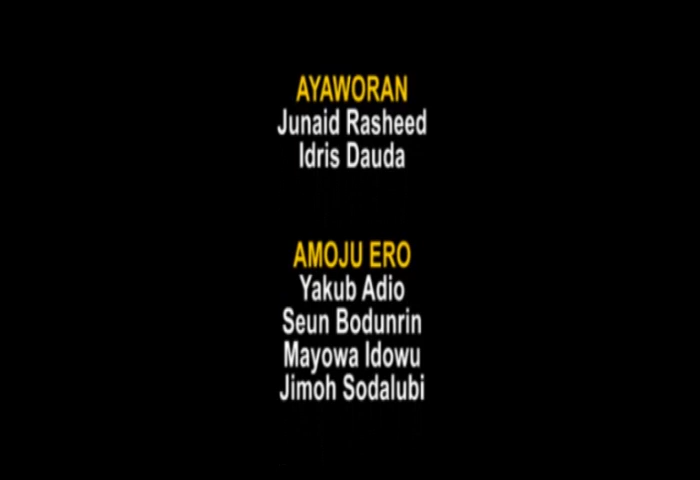 AYAWORAN
Junaid Rasheed
Idris Dauda
AMOJU ERO
Yakub Adio
Seun Bodunrin
Mayowa Idowu
Jimoh Sodalubi